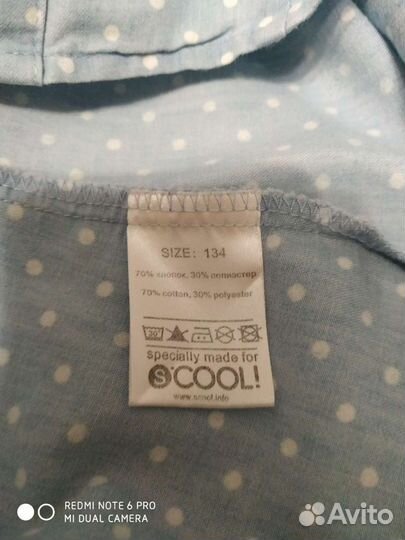 SIZE: 134
70% хлопок, 30% полиэстер
70% cotton, 30% polyester
30°
specially made for
S'COOL!
www.scool.info
REDMI NOTE 6 PRO
MI DUAL CAMERA
Avito